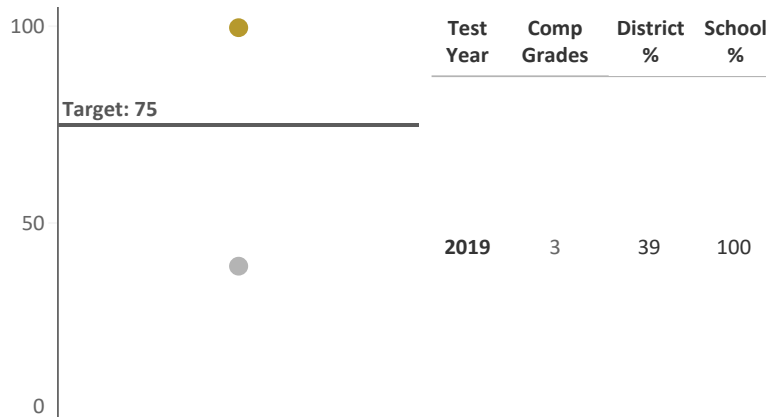 100
Target: 75
50
0
Test Comp District School
Year Grades % %
2019 3 39 100